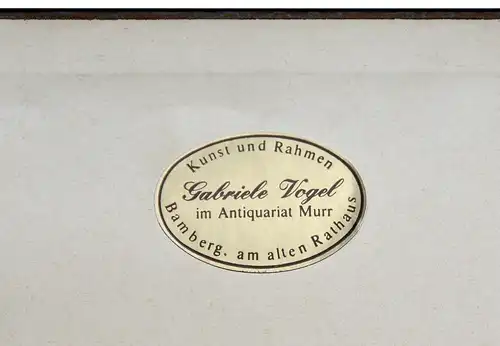 Kunst und Rahmen
Gabriele Vogel
im Antiquariat Murr
Bamberg. am alten Rathaus